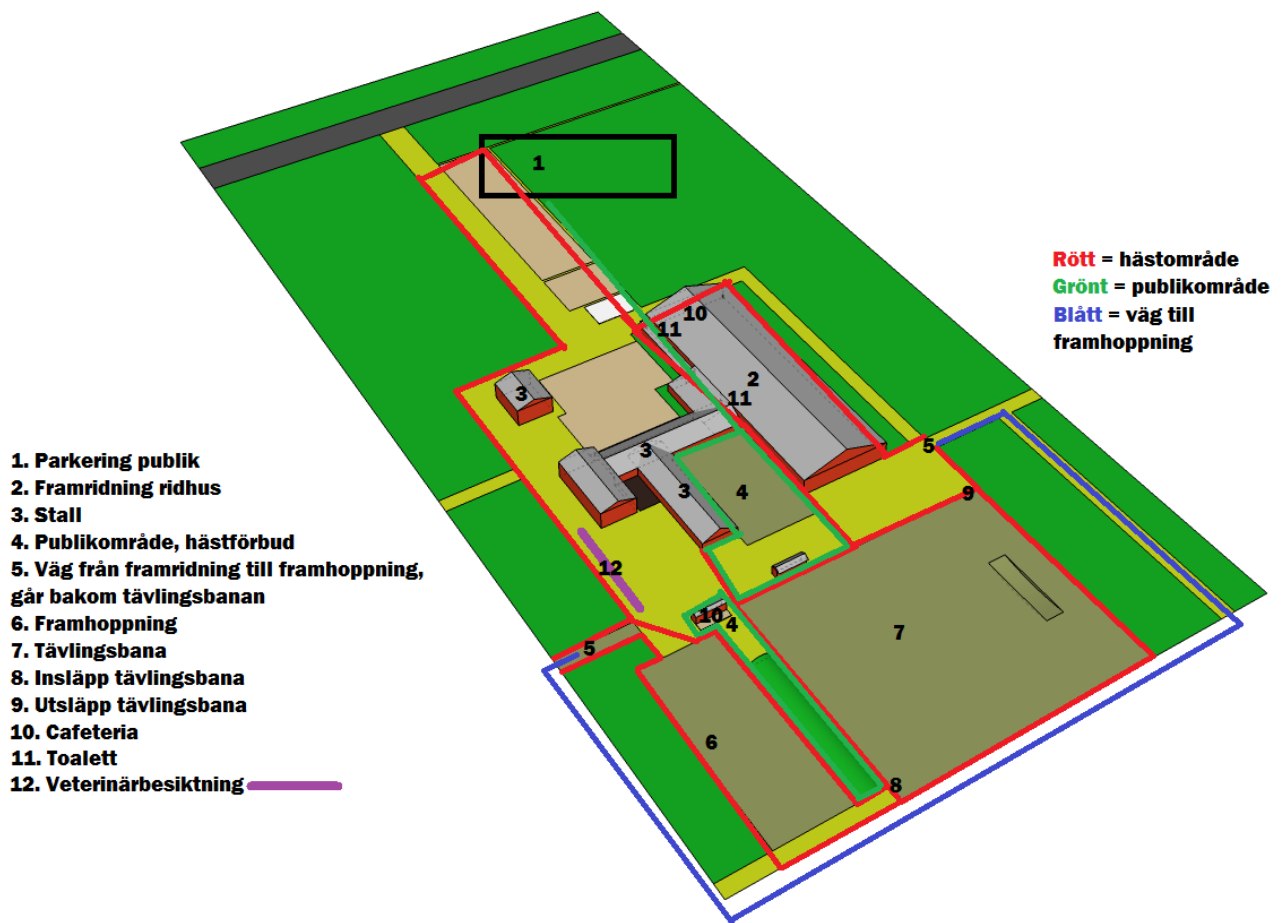 1
10
11
2
3
11
5
3
3
4
9
12
10
4
7
5
6
8
Rött = hästområde
Grönt = publikområde
Blått = väg till
framhoppning
1. Parkering publik
2. Framridning ridhus
3. Stall
4. Publikområde, hästförbud
5. Väg från framridning till framhoppning,
går bakom tävlingsbanan
6. Framhoppning
7. Tävlingsbana
8. Insläpp tävlingsbana
9. Utsläpp tävlingsbana
10. Cafeteria
11. Toalett
12. Veterinärbesiktning